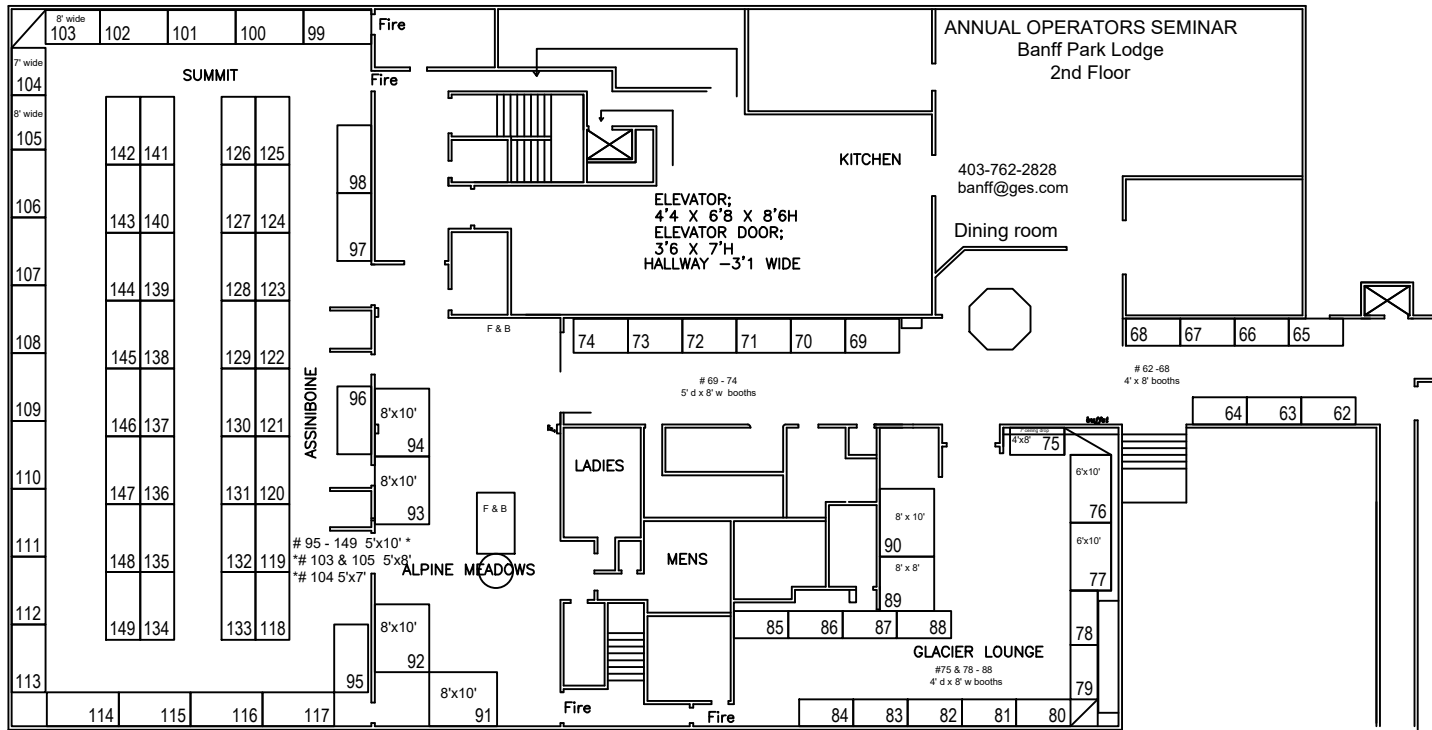 ANNUAL OPERATORS SEMINAR
Banff Park Lodge
2nd Floor
8' wide
103 102 101 100 99
Fire
7' wide
104
SUMMIT
Fire
8' wide
105
142 141 126 125
98
KITCHEN
403-762-2828
banff@ges.com
106
143 140 127 124
97
ELEVATOR;
4'4 X 6'8 X 8'6H
ELEVATOR DOOR;
3'6 X 7'H
HALLWAY -3'1 WIDE
Dining room
107
144 139 128 123
F & B
74 73 72 71 70 69
68 67 66 65
108
145 138 129 122
# 69 - 74
5' d x 8' w booths
# 62 -68
4' x 8' booths
ASSINIBOINE
96
8'x10'
94
109
146 137 130 121
64 63 62
buffet
7' ceiling drop
4'x8'
75
LADIES
8'x10'
93
6'x10'
76
110
147 136 131 120
F & B
8' x 10'
90
# 95 - 149 5'x10' *
*# 103 & 105 5'x8'
*# 104 5'x7'
111
148 135 132 119
ALPINE MEADOWS
MENS
8' x 8'
89
6'x10'
77
112
149 134 133 118
8'x10'
92
85 86 87 88
78
GLACIER LOUNGE
#75 & 78 - 88
4' d x 8' w booths
113
95
8'x10'
91
79
114 115 116 117
Fire
Fire
84 83 82 81 80